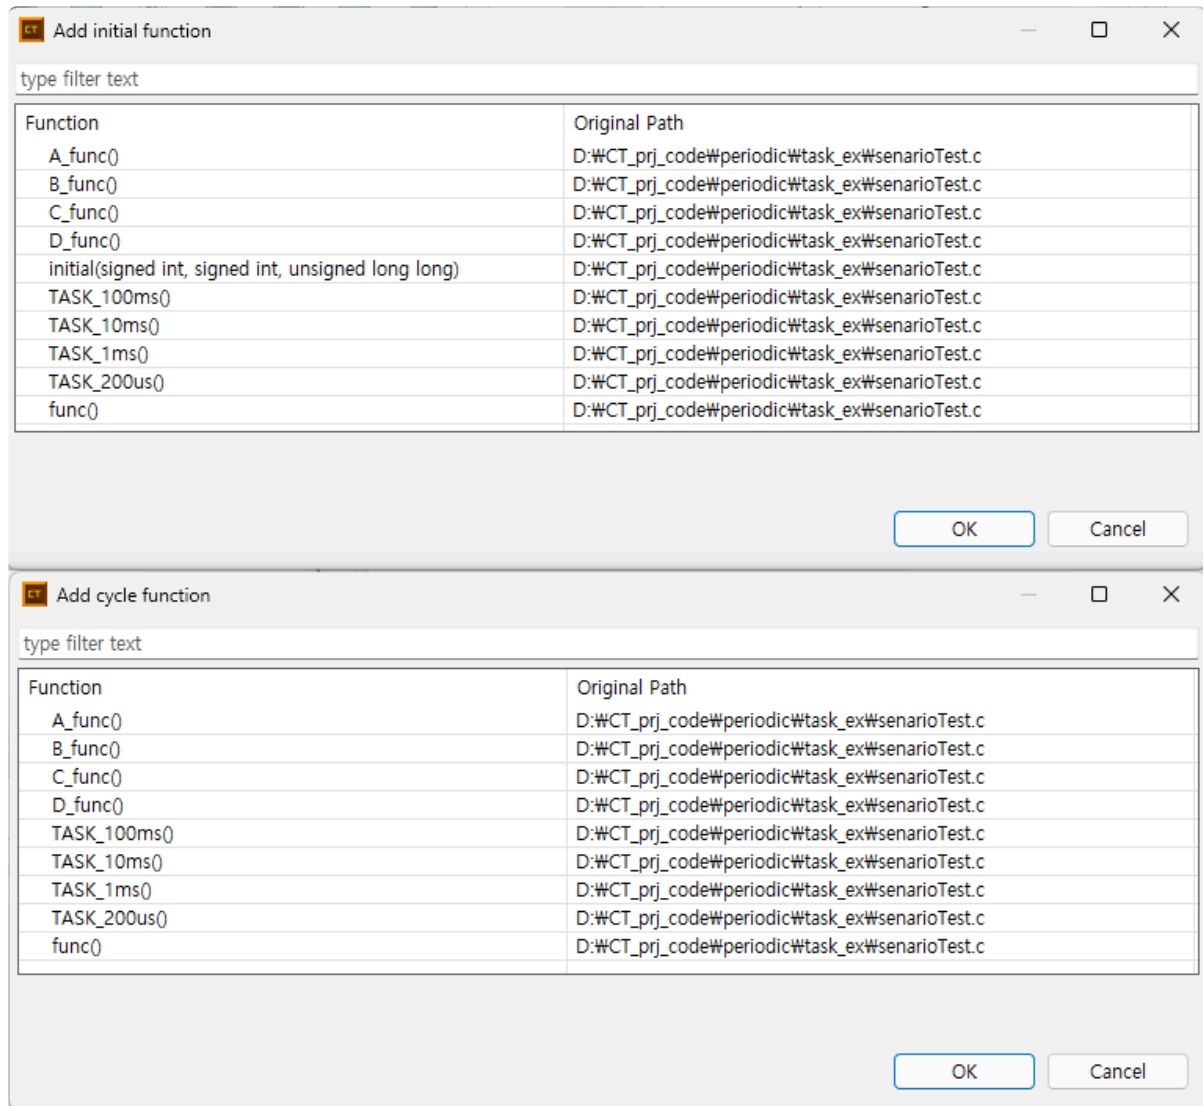 CT Add initial function
type filter text
Function Original Path
A_func() D:₩CT_prj_code₩periodic₩task_ex₩senarioTest.c
B_func() D:₩CT_prj_code₩periodic₩task_ex₩senarioTest.c
C_func() D:₩CT_prj_code₩periodic₩task_ex₩senarioTest.c
D_func() D:₩CT_prj_code₩periodic₩task_ex₩senarioTest.c
initial(signed int, signed int, unsigned long long) D:₩CT_prj_code₩periodic₩task_ex₩senarioTest.c
TASK_100ms() D:₩CT_prj_code₩periodic₩task_ex₩senarioTest.c
TASK_10ms() D:₩CT_prj_code₩periodic₩task_ex₩senarioTest.c
TASK_1ms() D:₩CT_prj_code₩periodic₩task_ex₩senarioTest.c
TASK_200us() D:₩CT_prj_code₩periodic₩task_ex₩senarioTest.c
func() D:₩CT_prj_code₩periodic₩task_ex₩senarioTest.c
OK Cancel
CT Add cycle function
type filter text
Function Original Path
A_func() D:₩CT_prj_code₩periodic₩task_ex₩senarioTest.c
B_func() D:₩CT_prj_code₩periodic₩task_ex₩senarioTest.c
C_func() D:₩CT_prj_code₩periodic₩task_ex₩senarioTest.c
D_func() D:₩CT_prj_code₩periodic₩task_ex₩senarioTest.c
TASK_100ms() D:₩CT_prj_code₩periodic₩task_ex₩senarioTest.c
TASK_10ms() D:₩CT_prj_code₩periodic₩task_ex₩senarioTest.c
TASK_1ms() D:₩CT_prj_code₩periodic₩task_ex₩senarioTest.c
TASK_200us() D:₩CT_prj_code₩periodic₩task_ex₩senarioTest.c
func() D:₩CT_prj_code₩periodic₩task_ex₩senarioTest.c
OK Cancel